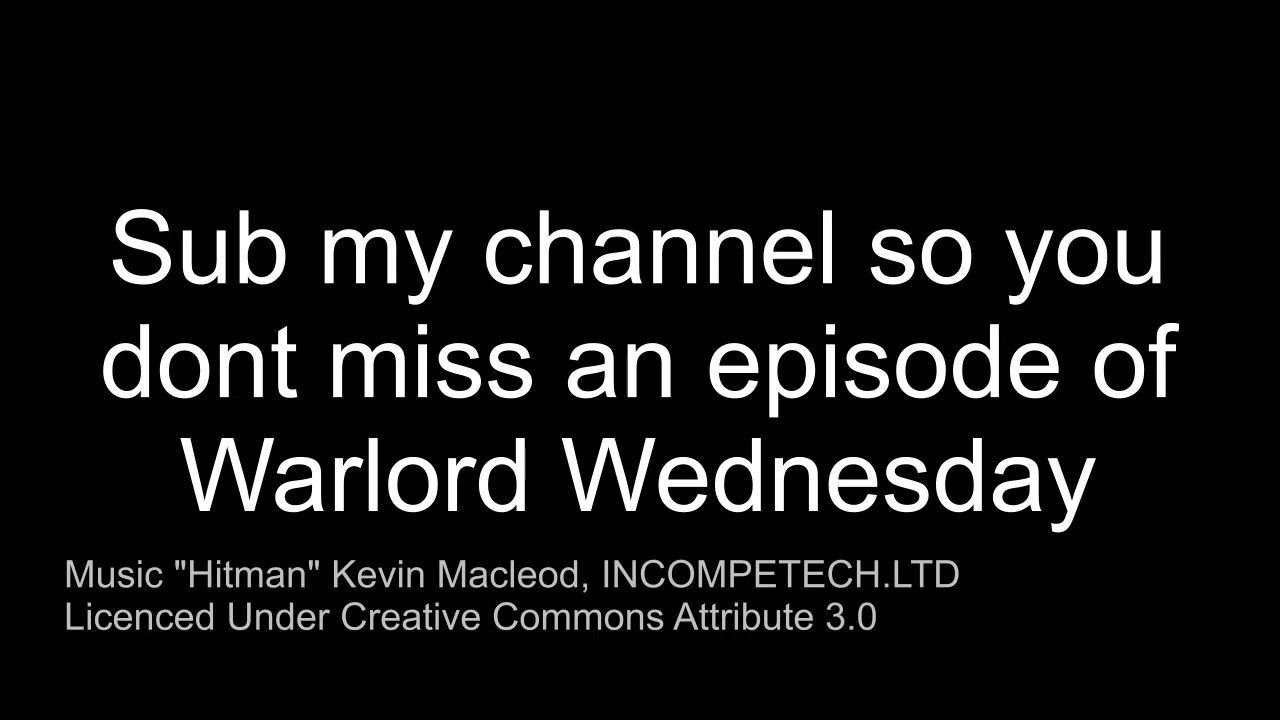 Sub my channel so you
dont miss an episode of
Warlord Wednesday
Music "Hitman" Kevin Macleod, INCOMPETECH.LTD
Licenced Under Creative Commons Attribute 3.0